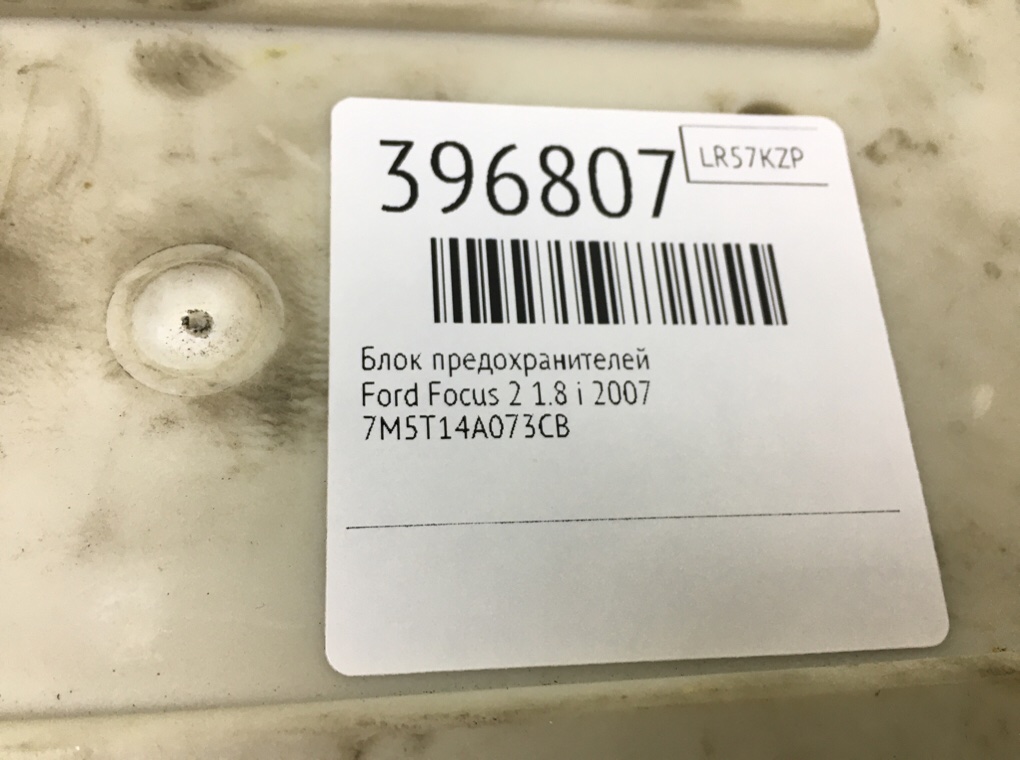 396807
LR57KZP
Блок предохранителей
Ford Focus 2 1.8 i 2007
7M5T14A073CB